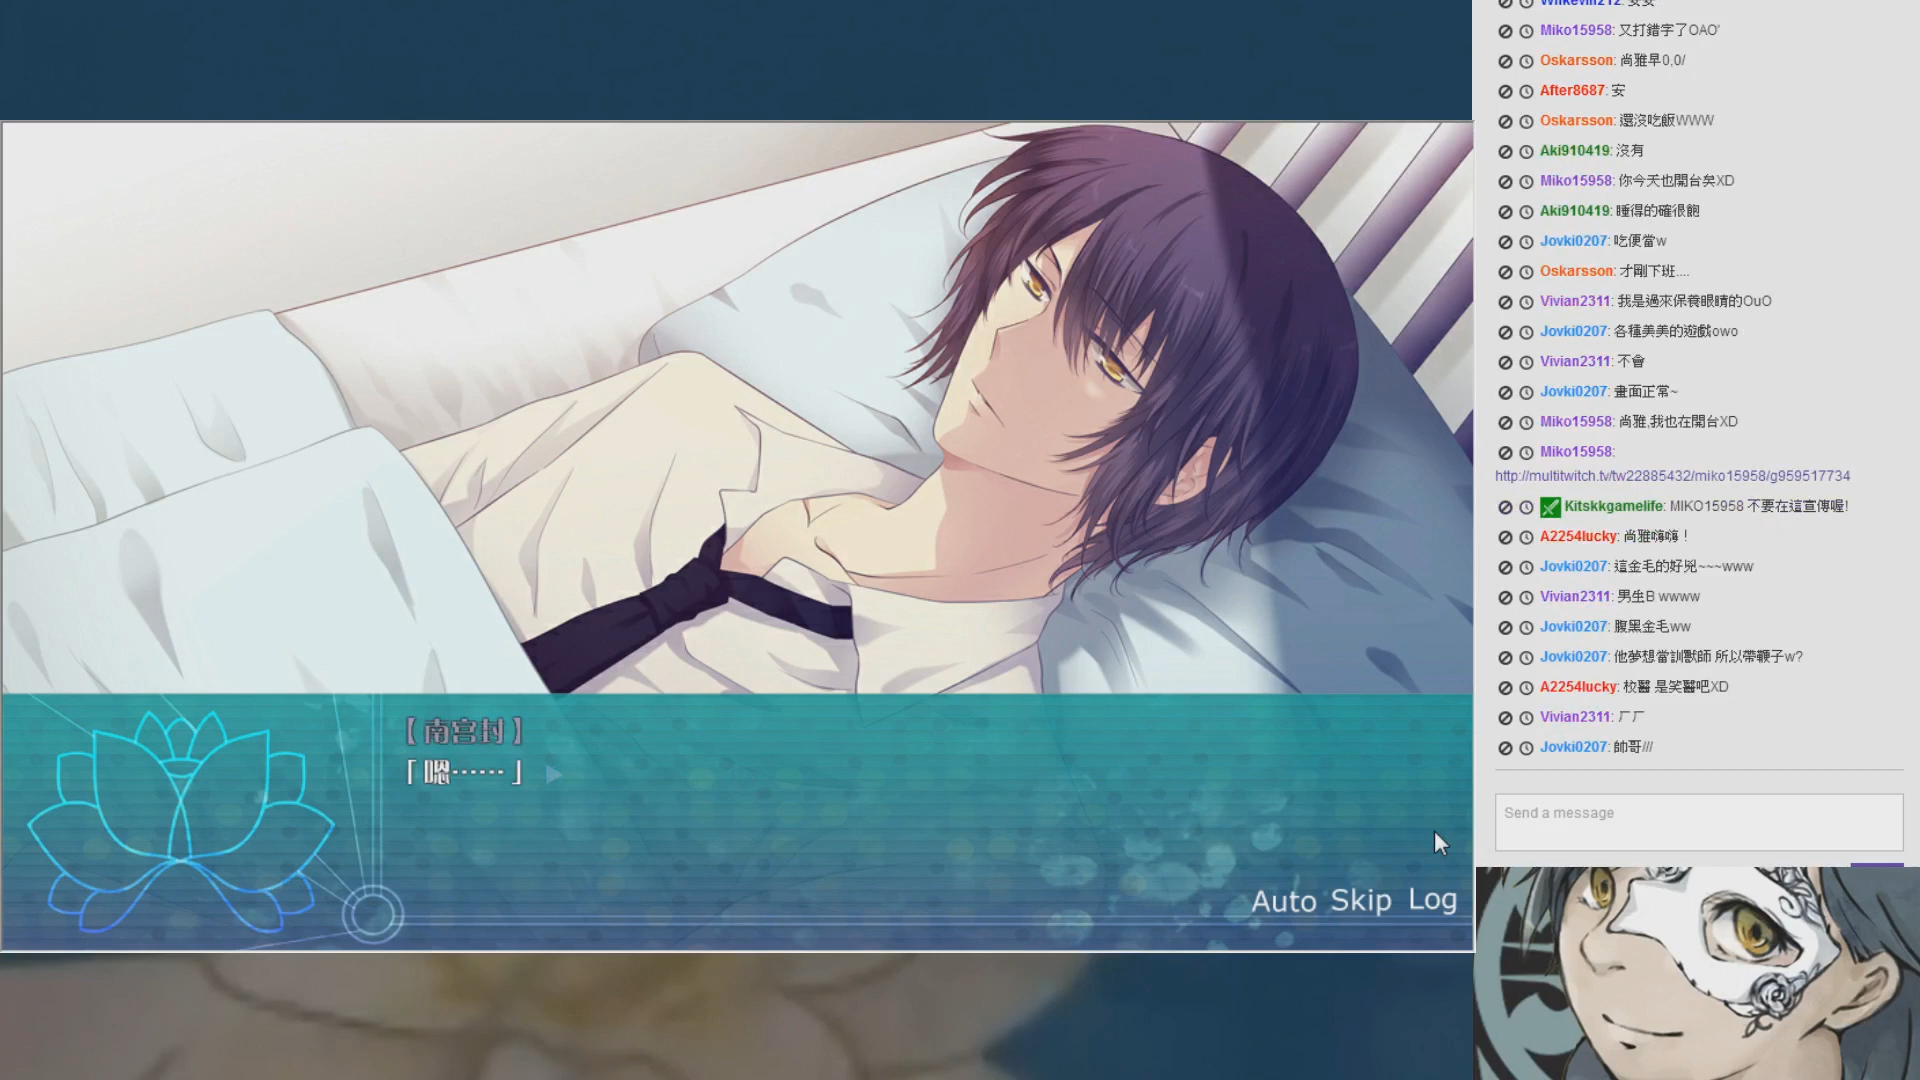 【南宮封】
「嗯⋯⋯」
Auto Skip Log
Miko15958: 又打錯字了OAO"
Oskarsson: 尚雅早0,0/
After8687: 安
Oskarsson: 還沒吃飯WWW
Aki910419: 沒有
Miko15958: 你今天也開台矣XD
Aki910419: 睡得的確很飽
Jovki0207: 吃便當w
Oskarsson: 才剛下班....
Vivian2311: 我是過來保養眼睛的OuO
Jovki0207: 各種美美的遊戲owo
Vivian2311: 不會
Jovki0207: 畫面正常~
Miko15958: 尚雅,我也在開台XD
Miko15958:
http://multitwitch.tv/tw22885432/miko15958/g959517734
Kitskkgamelife: MIKO15958 不要在這宣傳喔!
A2254lucky: 尚雅嗨嗨！
Jovki0207: 這金毛的好兇~~~www
Vivian2311: 男生B wwww
Jovki0207: 腹黑金毛ww
Jovki0207: 他夢想當訓獸師 所以帶鞭子w?
A2254lucky: 校醫 是笑醫吧XD
Vivian2311: ㄏㄏ
Jovki0207: 帥哥///
Send a message